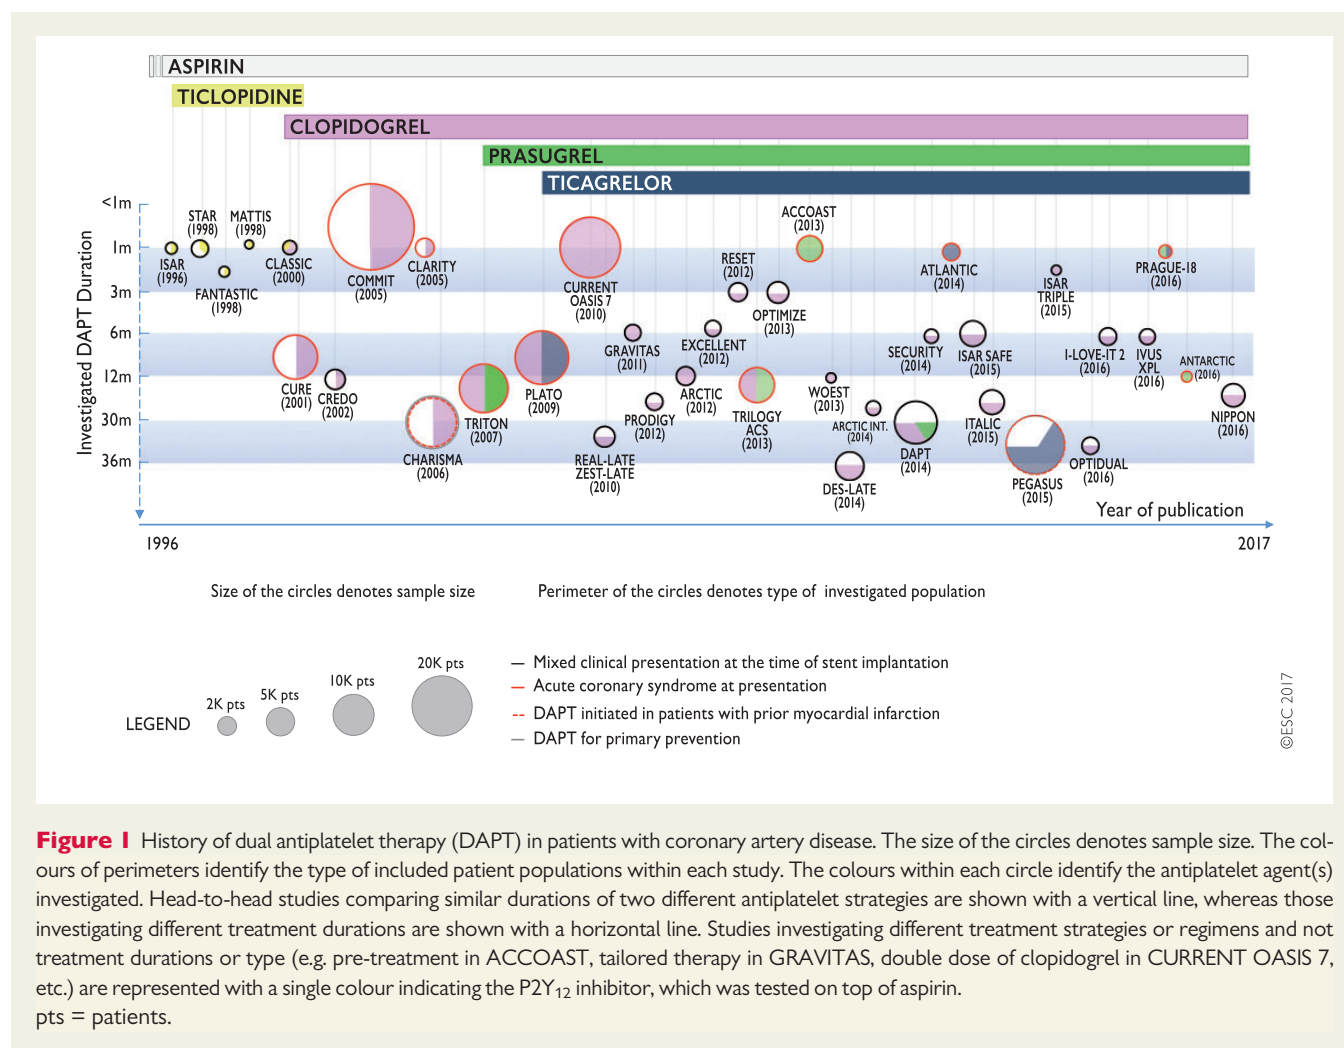 ASPIRIN
TICLOPIDINE
CLOPIDOGREL
PRASUGREL
TICAGRELOR
Investigated DAPT Duration
<1m
1m
3m
6m
12m
30m
36m
ISAR
(1996)
STAR
(1998)
FANTASTIC
(1998)
MATTIS
(1998)
CLASSIC
(2000)
COMMIT
(2005)
CLARITY
(2005)
CURE
(2001)
CREDO
(2002)
CHARISMA
(2006)
TRITON
(2007)
PLATO
(2009)
CURRENT
OASIS 7
(2010)
REAL-LATE
ZEST-LATE
(2010)
GRAVITAS
(2011)
PRODIGY
(2012)
ARCTIC
(2012)
EXCELLENT
(2012)
RESET
(2012)
OPTIMIZE
(2013)
TRILOGY
ACS
(2013)
ACCOAST
(2013)
WOEST
(2013)
DES-LATE
(2014)
ARCTIC INT.
(2014)
DAPT
(2014)
SECURITY
(2014)
ATLANTIC
(2014)
ISAR SAFE
(2015)
ITALIC
(2015)
PEGASUS
(2015)
ISAR
TRIPLE
(2015)
OPTIDUAL
(2016)
I-LOVE-IT 2
(2016)
IVUS
XPL
(2016)
PRAGUE-18
(2016)
ANTARCTIC
(2016)
NIPPON
(2016)
Year of publication
1996
2017
Size of the circles denotes sample size
Perimeter of the circles denotes type of investigated population
LEGEND
2K pts
5K pts
10K pts
20K pts
Mixed clinical presentation at the time of stent implantation
Acute coronary syndrome at presentation
DAPT initiated in patients with prior myocardial infarction
DAPT for primary prevention
©ESC 2017
Figure 1 History of dual antiplatelet therapy (DAPT) in patients with coronary artery disease. The size of the circles denotes sample size. The col-
ours of perimeters identify the type of included patient populations within each study. The colours within each circle identify the antiplatelet agent(s)
investigated. Head-to-head studies comparing similar durations of two different antiplatelet strategies are shown with a vertical line, whereas those
investigating different treatment durations are shown with a horizontal line. Studies investigating different treatment strategies or regimens and not
treatment durations or type (e.g. pre-treatment in ACCOAST, tailored therapy in GRAVITAS, double dose of clopidogrel in CURRENT OASIS 7,
etc.) are represented with a single colour indicating the P2Y12 inhibitor, which was tested on top of aspirin.
pts = patients.